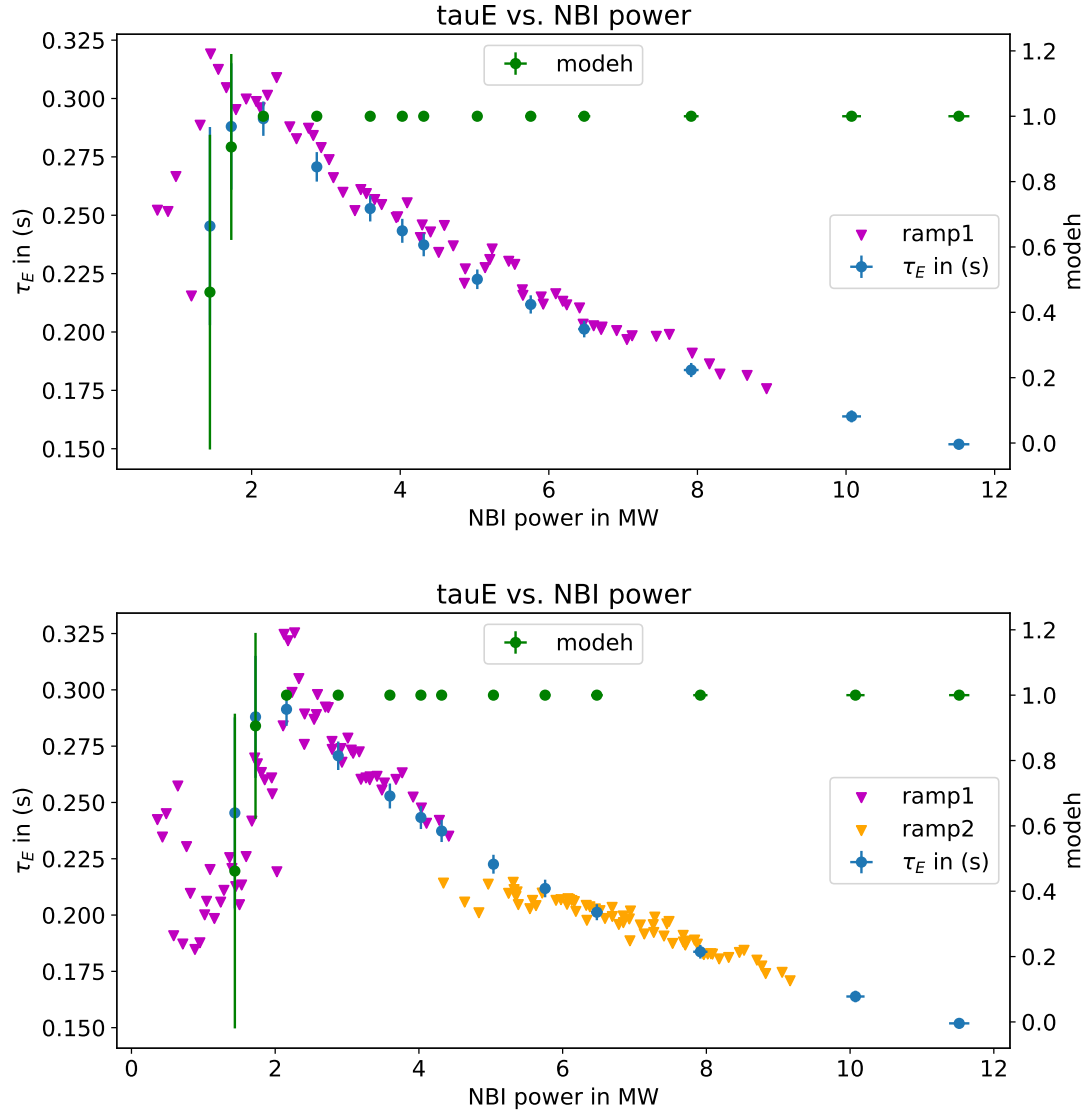 tauE vs. NBI power
0.325
0.300
0.275
0.250
0.225
0.200
0.175
0.150
τE in (s)
modeh
ramp1
τE in (s)
1.2
1.0
0.8
0.6
0.4
0.2
0.0
modeh
2 4 6 8 10 12
NBI power in MW
tauE vs. NBI power
0.325
0.300
0.275
0.250
0.225
0.200
0.175
0.150
τE in (s)
modeh
ramp1
ramp2
τE in (s)
1.2
1.0
0.8
0.6
0.4
0.2
0.0
modeh
0 2 4 6 8 10 12
NBI power in MW